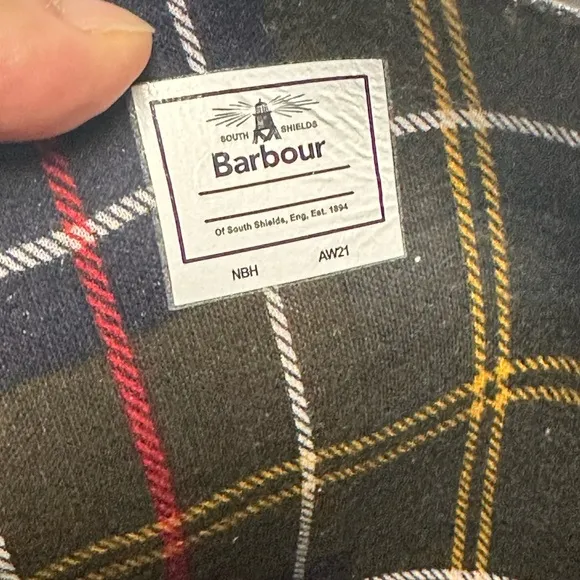 SOUTH SHIELDS
Barbour
Of South Shields, Eng, Est. 1894
NBH AW21